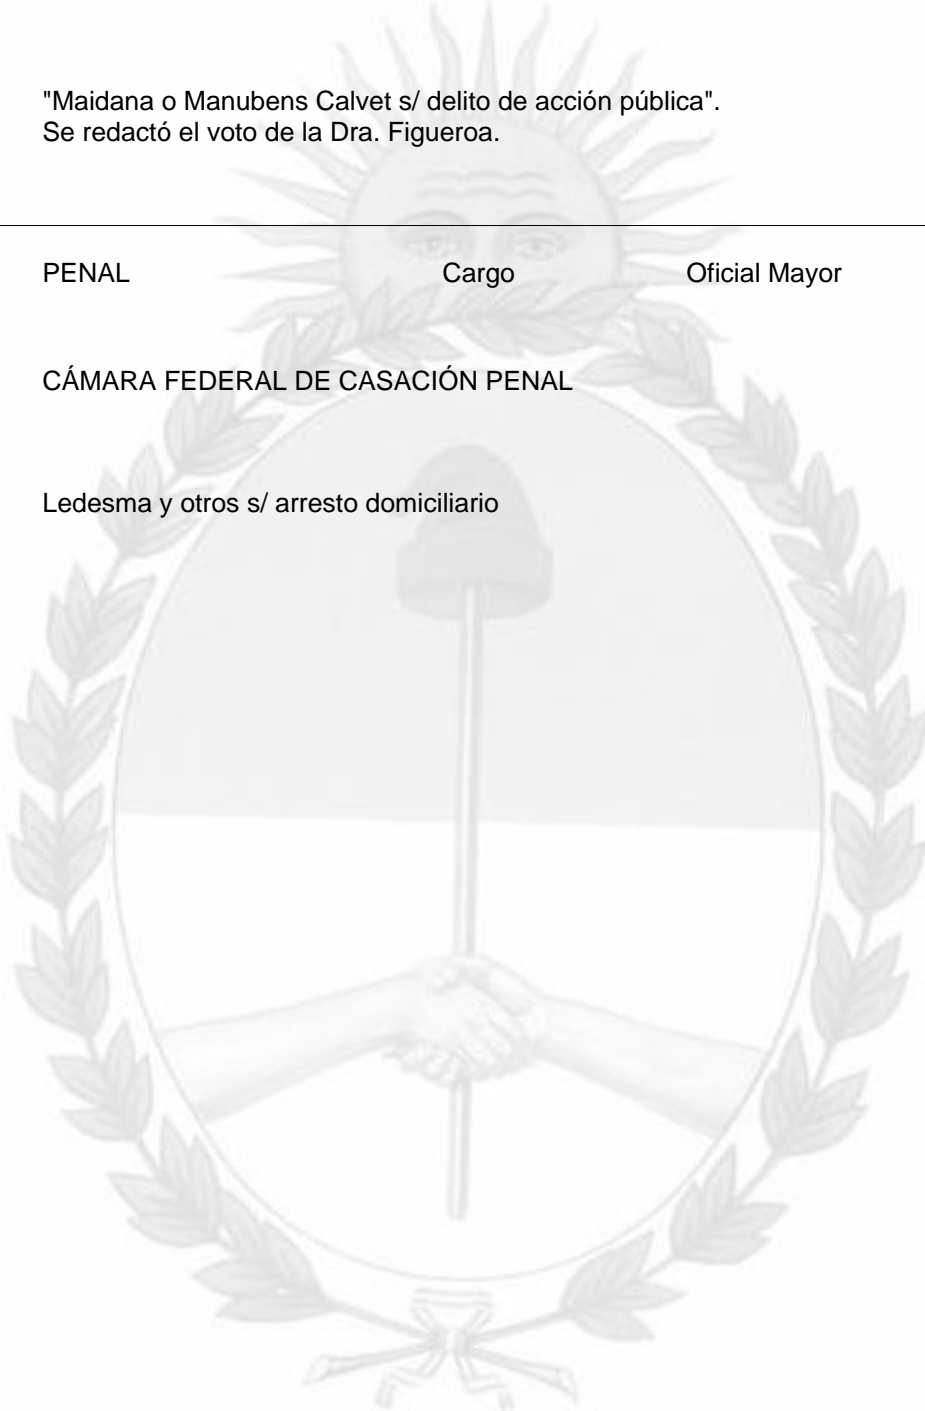 "Maidana o Manubens Calvet s/ delito de acción pública".
Se redactó el voto de la Dra. Figueroa.
PENAL Cargo Oficial Mayor
CÁMARA FEDERAL DE CASACIÓN PENAL
Ledesma y otros s/ arresto domiciliario